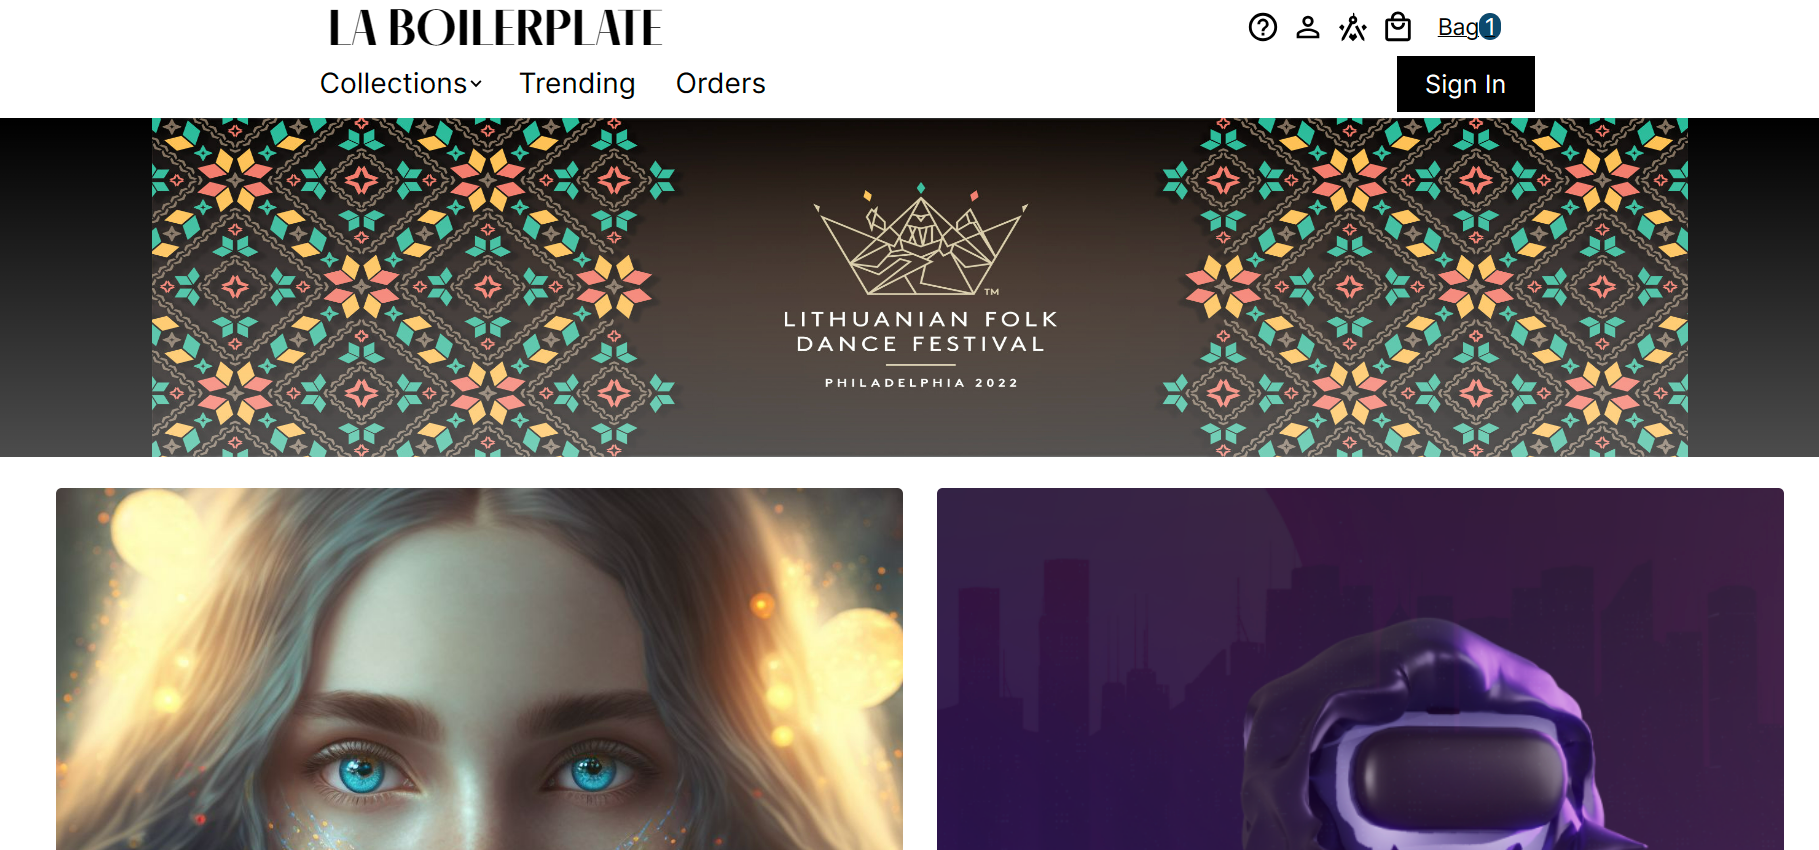 LA BOILERPLATE
Bag 1
Collections
Trending
Orders
Sign In
XVI
TM
LITHUANIAN FOLK
DANCE FESTIVAL
PHILADELPHIA 2022